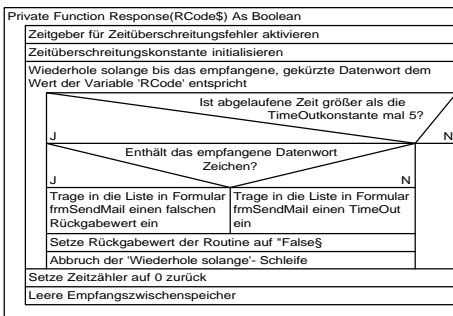 Private Function Response(RCode$) As Boolean
Zeitgeber für Zeitüberschreitungsfehler aktivieren
Zeitüberschreitungskonstante initialisieren
Wiederhole solange bis das empfangene, gekürzte Datenwort dem
Wert der Variable 'RCode' entspricht
Ist abgelaufene Zeit größer als die
TimeOutkonstante mal 5?
J
N
Enthält das empfangene Datenwort
Zeichen?
J
N
Trage in die Liste in Formular
frmSendMail einen falschen
Rückgabewert ein
Trage in die Liste in Formular
frmSendMail einen TimeOut
ein
Setze Rückgabewert der Routine auf "False§
Abbruch der 'Wiederhole solange'- Schleife
Setze Zeitzähler auf 0 zurück
Leere Empfangszwischenspeicher